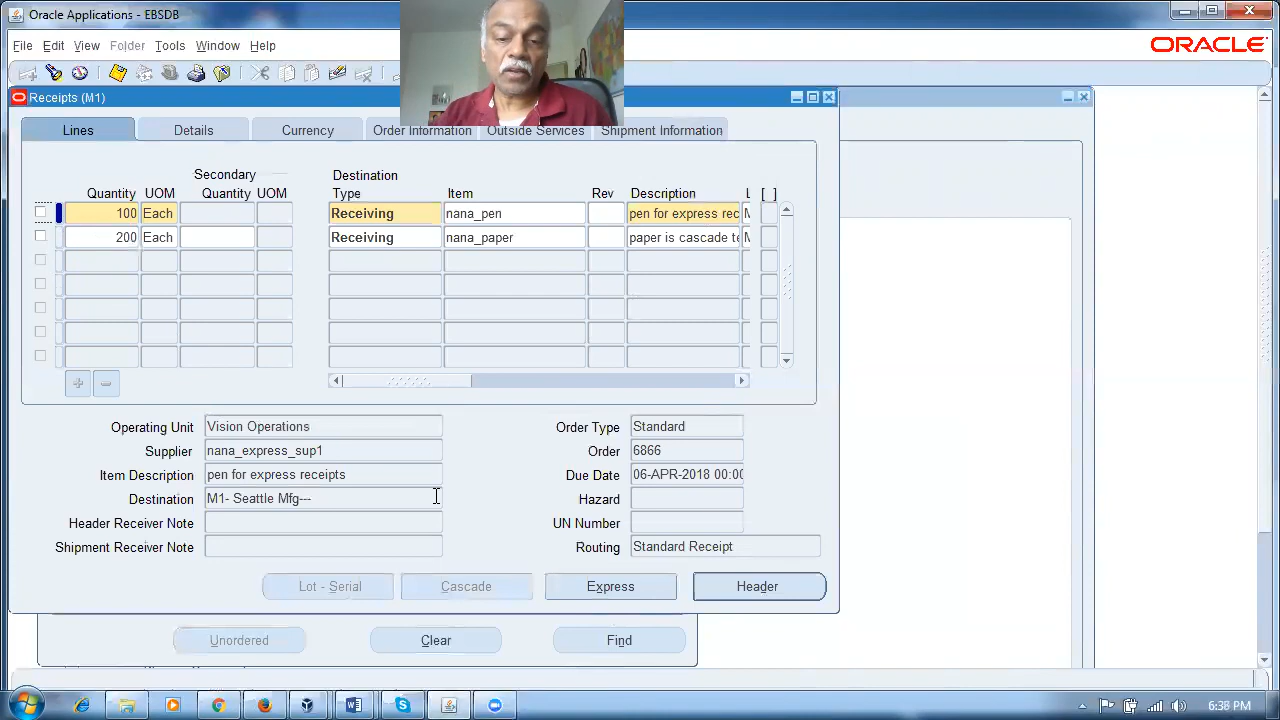 Oracle Applications - EBSDB
File Edit View Folder Tools Window Help
ORACLE
Receipts (M1)
Lines Details Currency Order Information Outside Services Shipment Information
Secondary Destination
Quantity UOM Quantity UOM Type Item Rev Description L [ ]
100 Each Receiving nana_pen pen for express rec M
200 Each Receiving nana_paper paper is cascade te M
Operating Unit Vision Operations Order Type Standard
Supplier nana_express_sup1 Order 6866
Item Description pen for express receipts Due Date 06-APR-2018 00:00
Destination M1- Seattle Mfg--- Hazard
Header Receiver Note UN Number
Shipment Receiver Note Routing Standard Receipt
Lot - Serial Cascade Express Header
Unordered Clear Find
6:38 PM